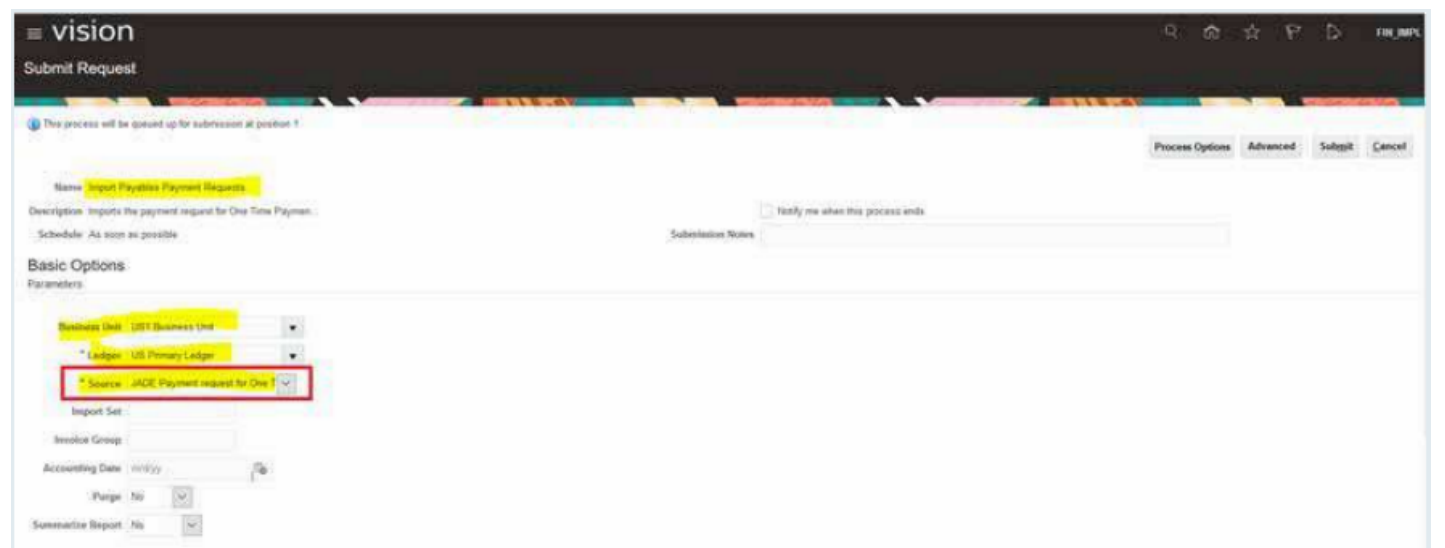 vision
FIN_IMPL
Submit Request
This process will be queued up for submission at position 1
Process Options Advanced Submit Cancel
Name Import Payables Payment Requests
Description Imports the payment request for One Time Paymen...
Notify me when this process ends
Schedule As soon as possible
Submission Notes
Basic Options
Parameters
Business Unit US1 Business Unit
* Ledger US Primary Ledger
* Source JADE Payment request for One T
Import Set
Invoice Group
Accounting Date
Purge No
Summarize Report No